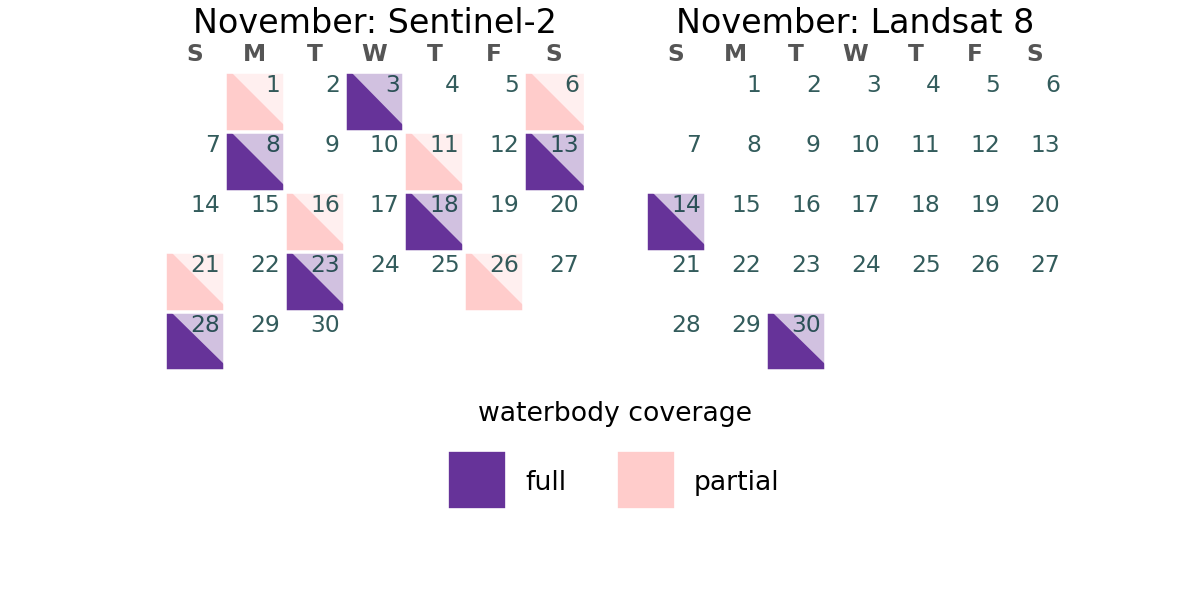 November: Sentinel-2
S M T W T F S
1 2 3 4 5 6
7 8 9 10 11 12 13
14 15 16 17 18 19 20
21 22 23 24 25 26 27
28 29 30
November: Landsat 8
S M T W T F S
1 2 3 4 5 6
7 8 9 10 11 12 13
14 15 16 17 18 19 20
21 22 23 24 25 26 27
28 29 30
waterbody coverage
full partial